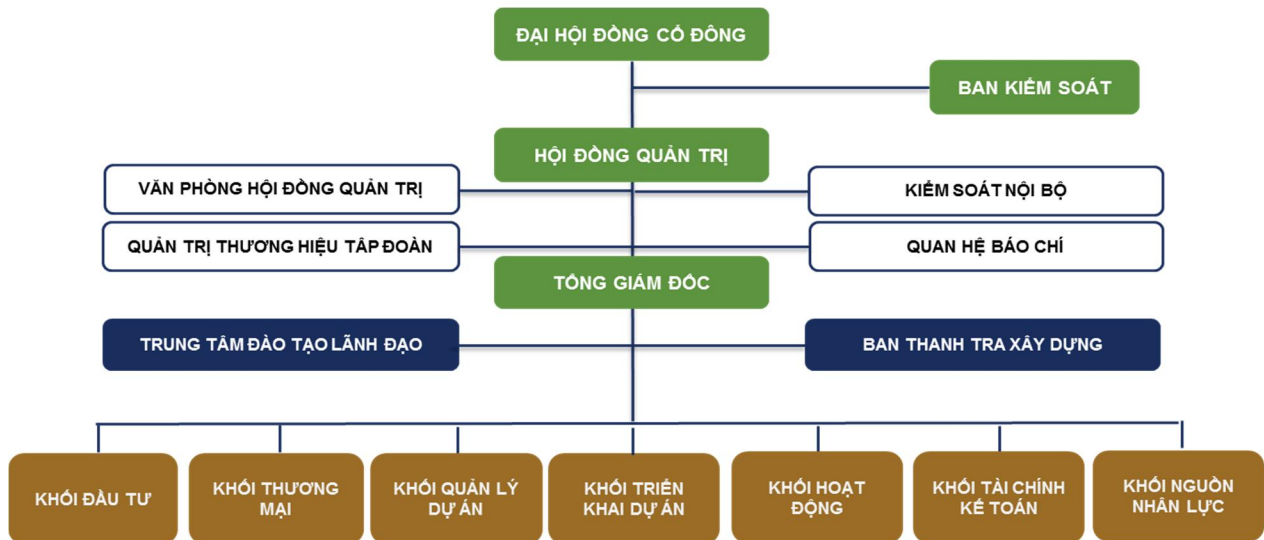 ĐẠI HỘI ĐỒNG CỔ ĐÔNG
BAN KIỂM SOÁT
HỘI ĐỒNG QUẢN TRỊ
VĂN PHÒNG HỘI ĐỒNG QUẢN TRỊ
KIỂM SOÁT NỘI BỘ
QUẢN TRỊ THƯƠNG HIỆU TẬP ĐOÀN
QUAN HỆ BÁO CHÍ
TỔNG GIÁM ĐỐC
TRUNG TÂM ĐÀO TẠO LÃNH ĐẠO
BAN THANH TRA XÂY DỰNG
KHỐI ĐẦU TƯ
KHỐI THƯƠNG
MẠI
KHỐI QUẢN LÝ
DỰ ÁN
KHỐI TRIỂN
KHAI DỰ ÁN
KHỐI HOẠT
ĐỘNG
KHỐI TÀI CHÍNH
KẾ TOÁN
KHỐI NGUỒN
NHÂN LỰC